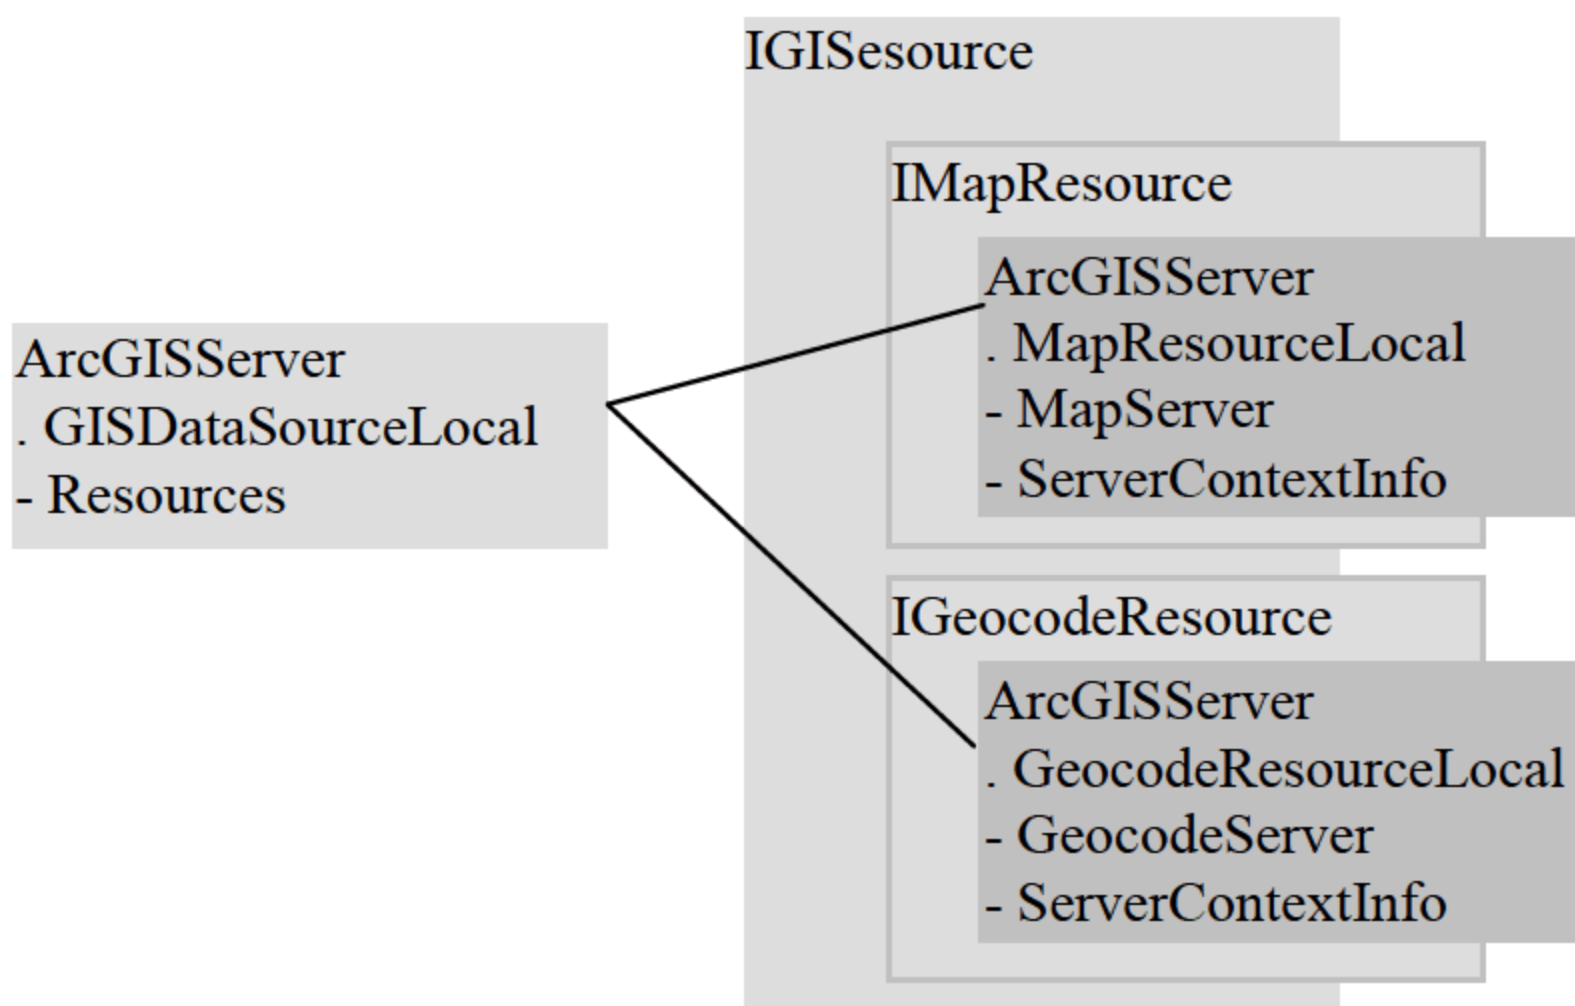 IGISesource
IMapResource
ArcGISServer
. MapResourceLocal
- MapServer
- ServerContextInfo
ArcGISServer
. GISDataSourceLocal
- Resources
IGeocodeResource
ArcGISServer
. GeocodeResourceLocal
- GeocodeServer
- ServerContextInfo